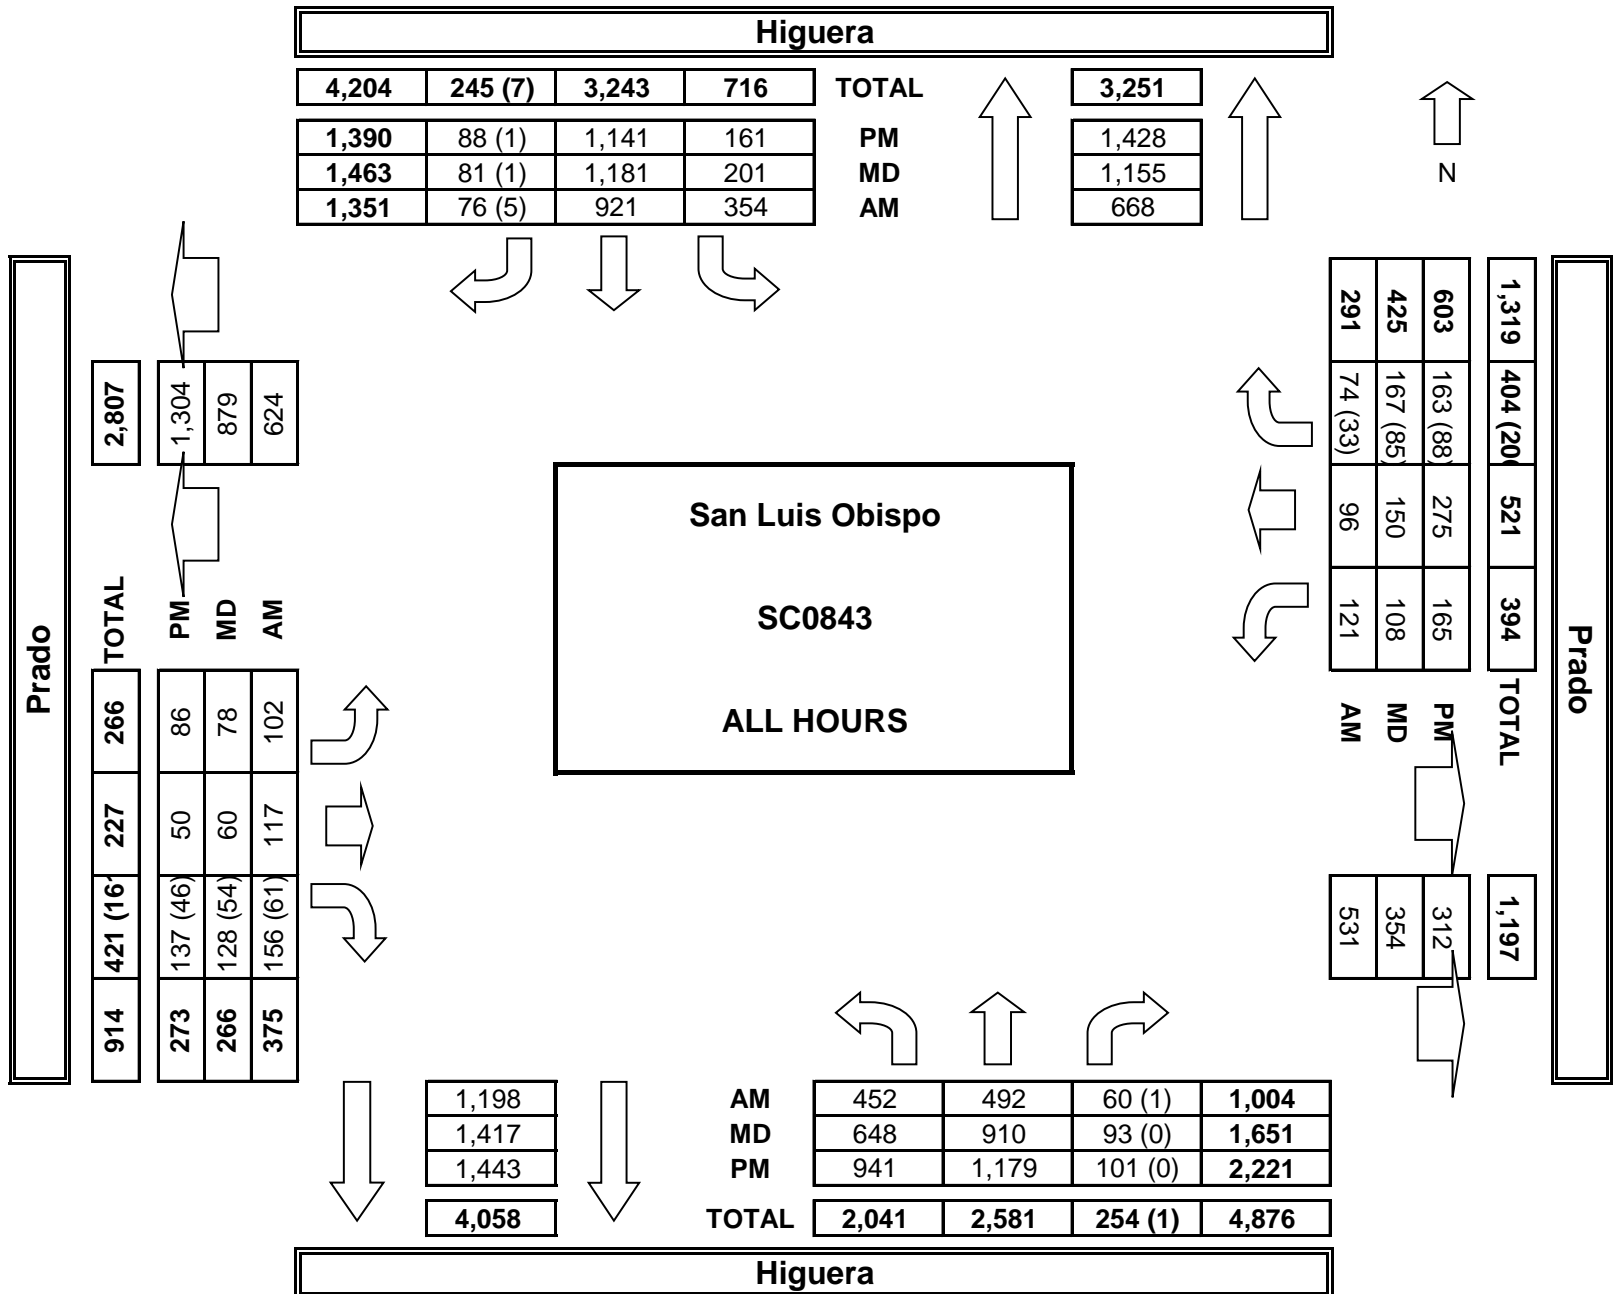 Higuera
4,204 245 (7) 3,243 716 TOTAL 3,251
1,390 88 (1) 1,141 161 PM 1,428
1,463 81 (1) 1,181 201 MD 1,155
1,351 76 (5) 921 354 AM 668
N
Prado
2,807
1,304
879
624
TOTAL PM MD AM
266 86 78 102
227 50 60 117
421 (16 137 (46) 128 (54) 156 (61)
914 273 266 375
San Luis Obispo
SC0843
ALL HOURS
291 425 603 1,319
74 (33) 167 (85) 163 (88) 404 (20
96 150 275 521
121 108 165 394
AM MD PM TOTAL
531 354 312 1,197
Prado
1,198 AM 452 492 60 (1) 1,004
1,417 MD 648 910 93 (0) 1,651
1,443 PM 941 1,179 101 (0) 2,221
4,058 TOTAL 2,041 2,581 254 (1) 4,876
Higuera